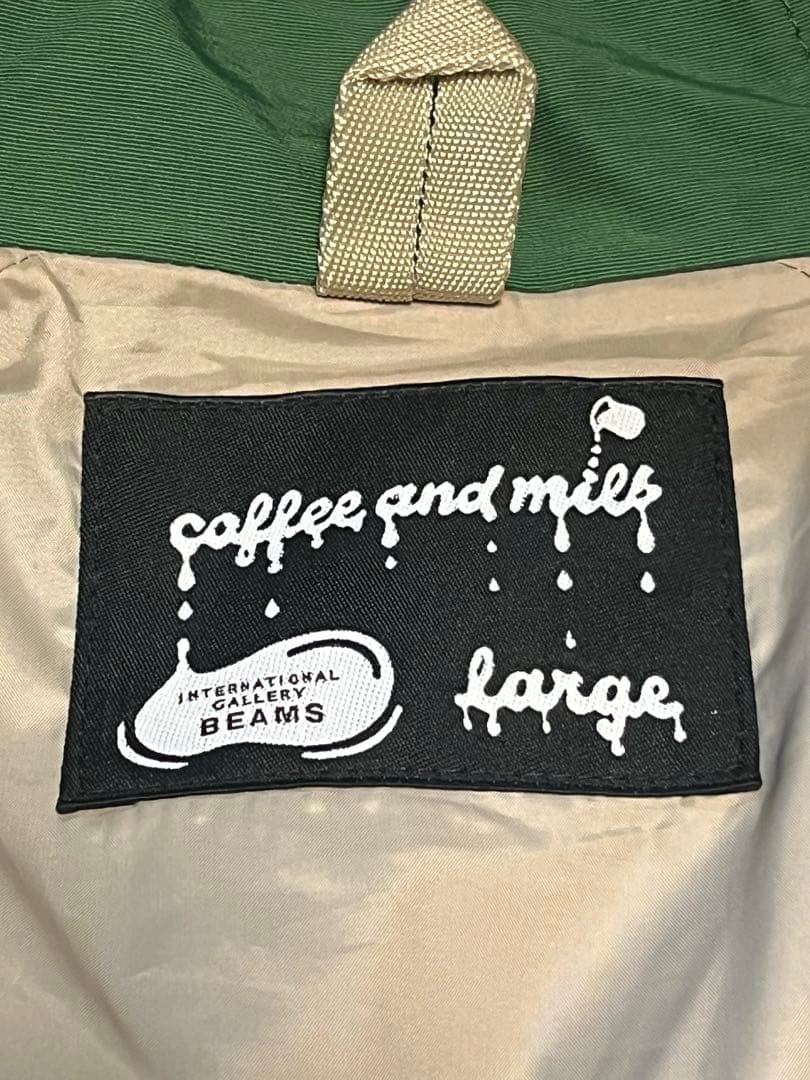 coffee and milk
INTERNATIONAL
GALLERY
BEAMS
large